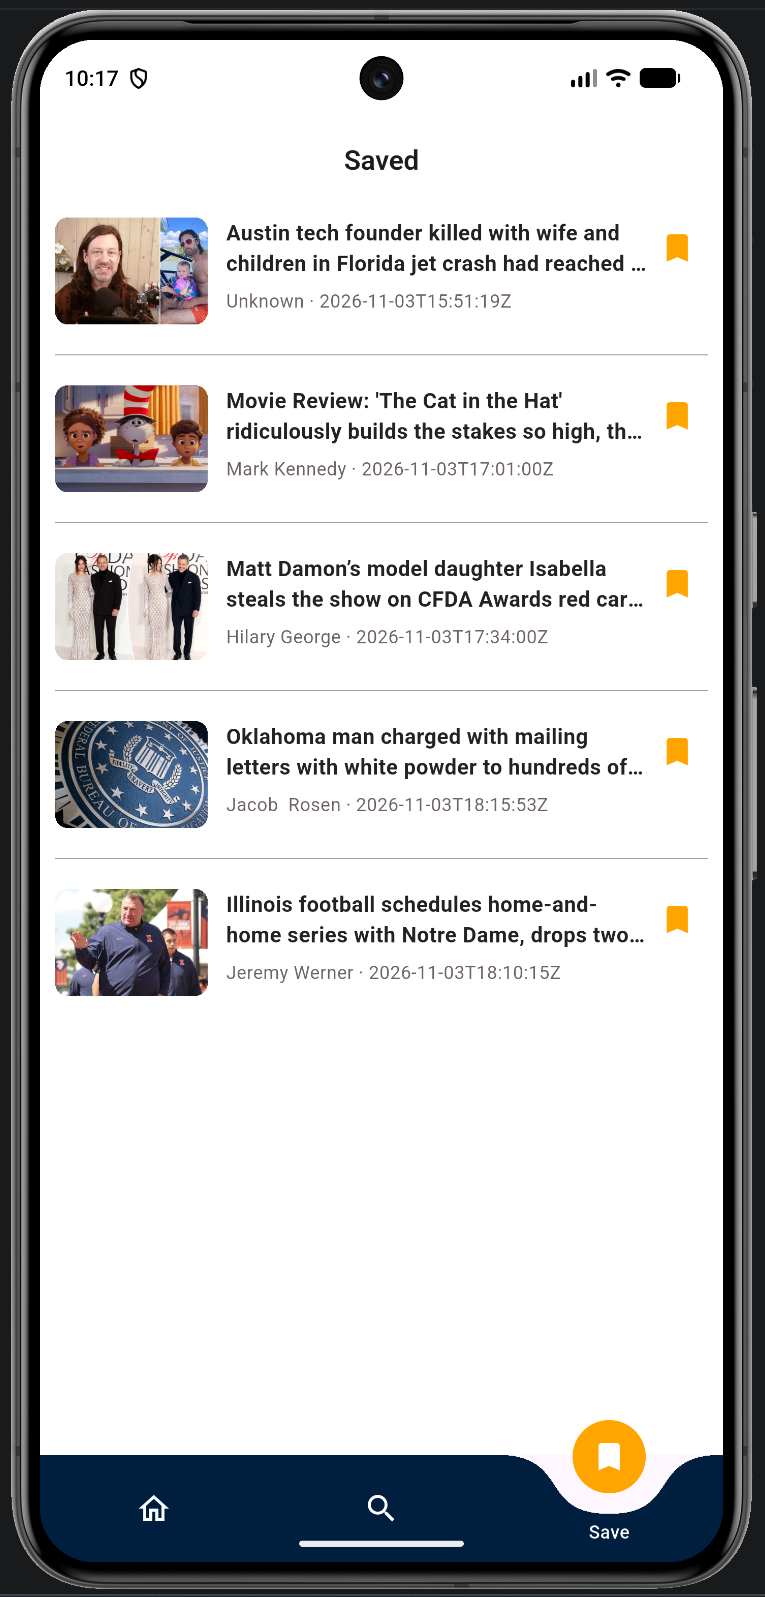 10:17
Saved
Austin tech founder killed with wife and
children in Florida jet crash had reached ...
Unknown · 2026-11-03T15:51:19Z
Movie Review: 'The Cat in the Hat'
ridiculously builds the stakes so high, th...
Mark Kennedy · 2026-11-03T17:01:00Z
Matt Damon’s model daughter Isabella
steals the show on CFDA Awards red car...
Hilary George · 2026-11-03T17:34:00Z
Oklahoma man charged with mailing
letters with white powder to hundreds of...
Jacob  Rosen · 2026-11-03T18:15:53Z
Illinois football schedules home-and-
home series with Notre Dame, drops two...
Jeremy Werner · 2026-11-03T18:10:15Z
Save